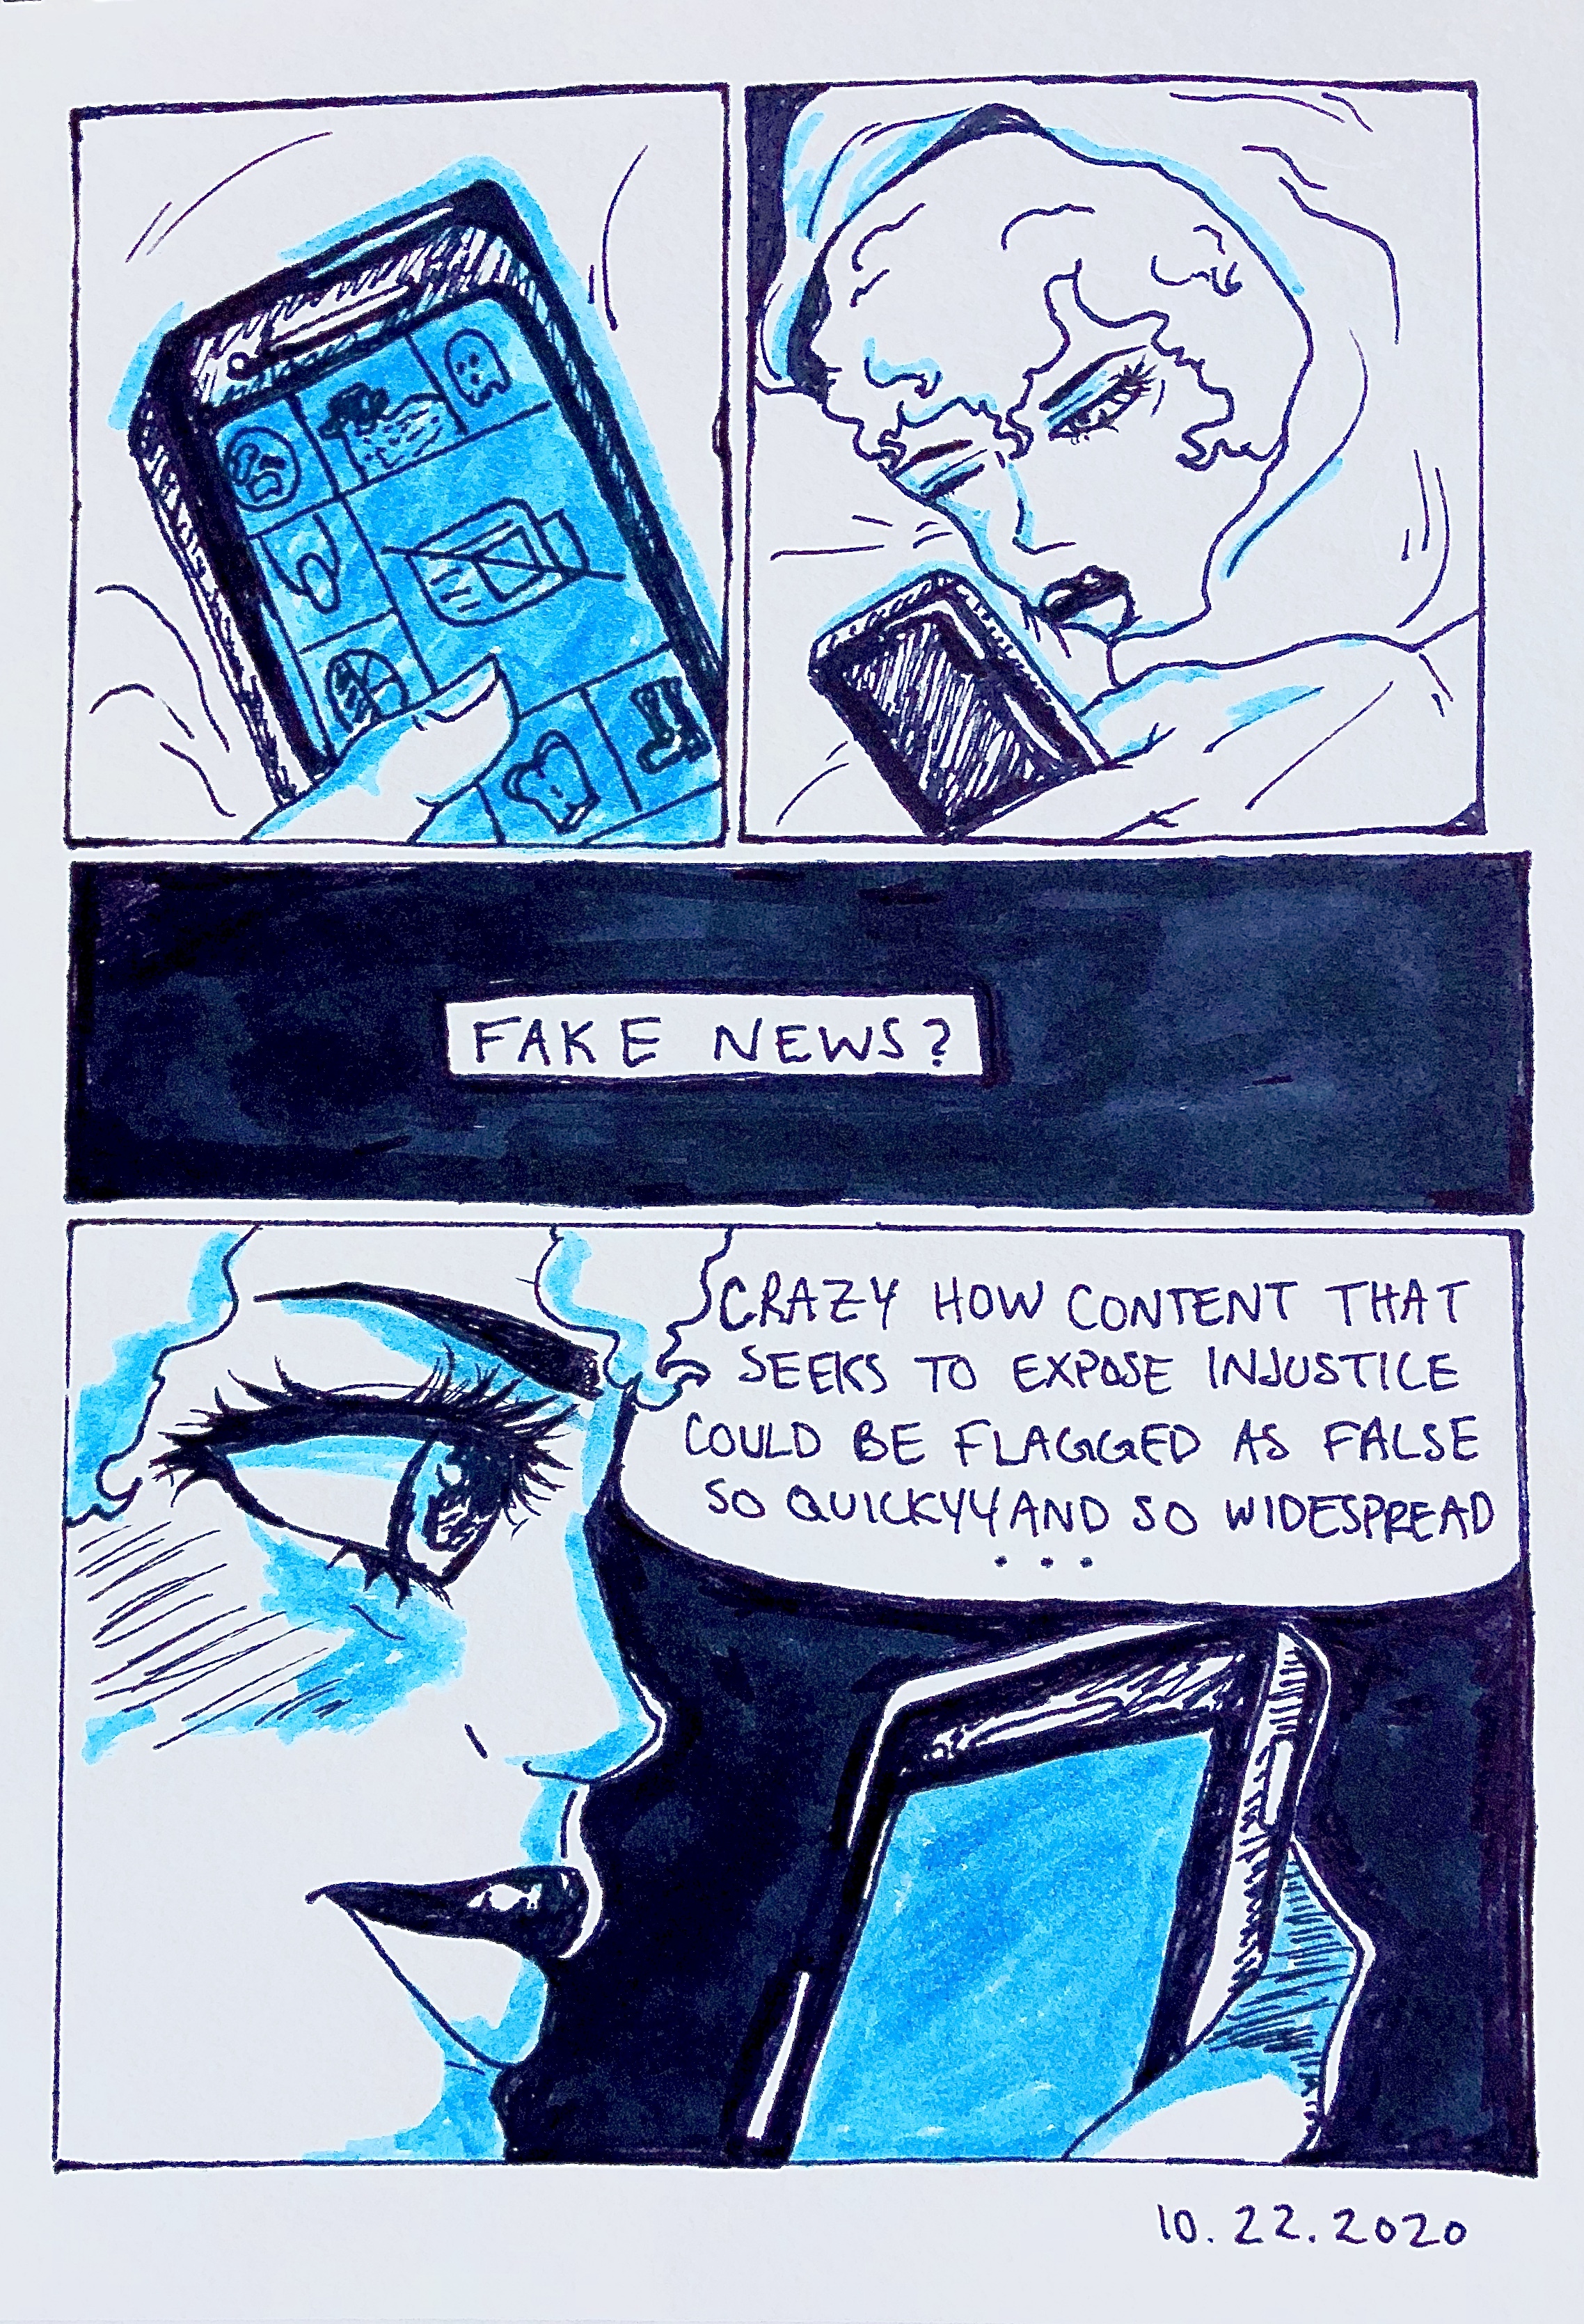 FAKE NEWS?
CRAZY HOW CONTENT THAT
SEEKS TO EXPOSE INJUSTICE
COULD BE FLAGGED AS FALSE
SO QUICKYY AND SO WIDESPREAD
...
10.22.2020